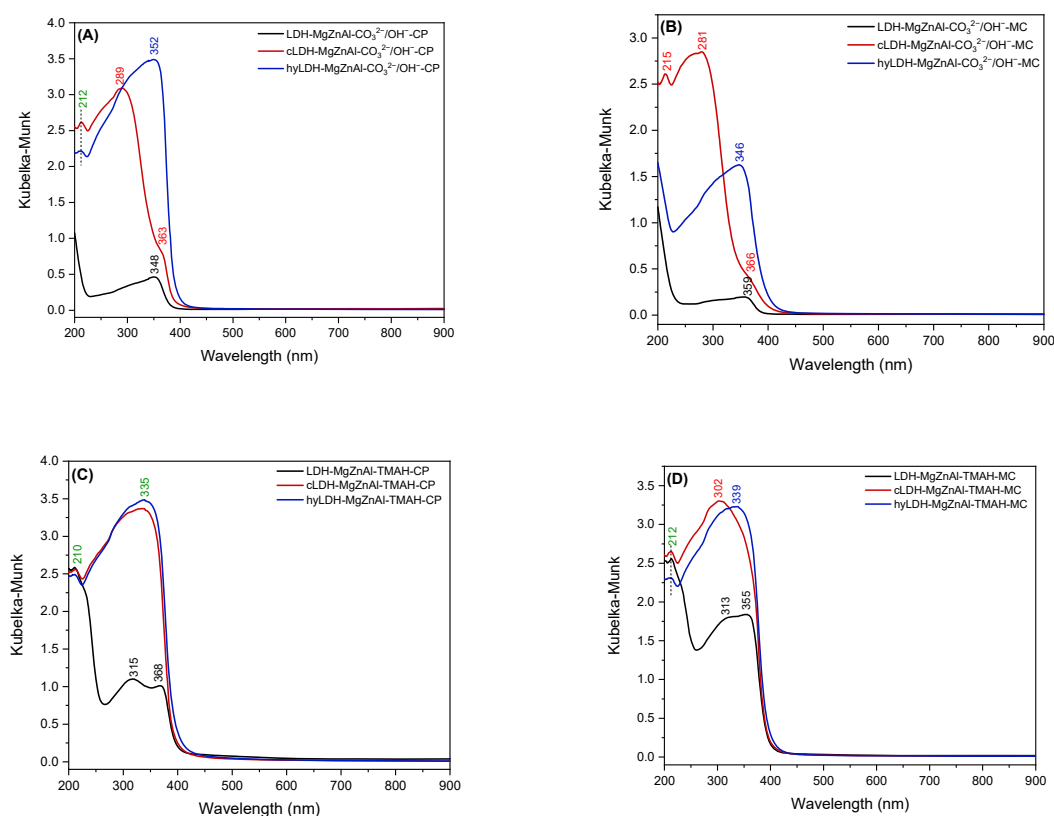 (A)
LDH-MgZnAl-CO₃²⁻/OH⁻-CP
cLDH-MgZnAl-CO₃²⁻/OH⁻-CP
hyLDH-MgZnAl-CO₃²⁻/OH⁻-CP
212
289
352
363
348
4.0
3.5
3.0
2.5
2.0
1.5
1.0
0.5
0.0
Kubelka-Munk
200 300 400 500 600 700 800 900
Wavelength (nm)
(B)
LDH-MgZnAl-CO₃²⁻/OH⁻-MC
cLDH-MgZnAl-CO₃²⁻/OH⁻-MC
hyLDH-MgZnAl-CO₃²⁻/OH⁻-MC
215
281
346
366
359
3.0
2.5
2.0
1.5
1.0
0.5
0.0
Kubelka-Munk
200 300 400 500 600 700 800 900
Wavelength (nm)
(C)
LDH-MgZnAl-TMAH-CP
cLDH-MgZnAl-TMAH-CP
hyLDH-MgZnAl-TMAH-CP
210
335
315
368
4.0
3.5
3.0
2.5
2.0
1.5
1.0
0.5
0.0
Kubelka-Munk
200 300 400 500 600 700 800 900
Wavelength (nm)
(D)
LDH-MgZnAl-TMAH-MC
cLDH-MgZnAl-TMAH-MC
hyLDH-MgZnAl-TMAH-MC
212
302
339
313
355
3.5
3.0
2.5
2.0
1.5
1.0
0.5
0.0
Kubelka-Munk
200 300 400 500 600 700 800 900
Wavelength (nm)